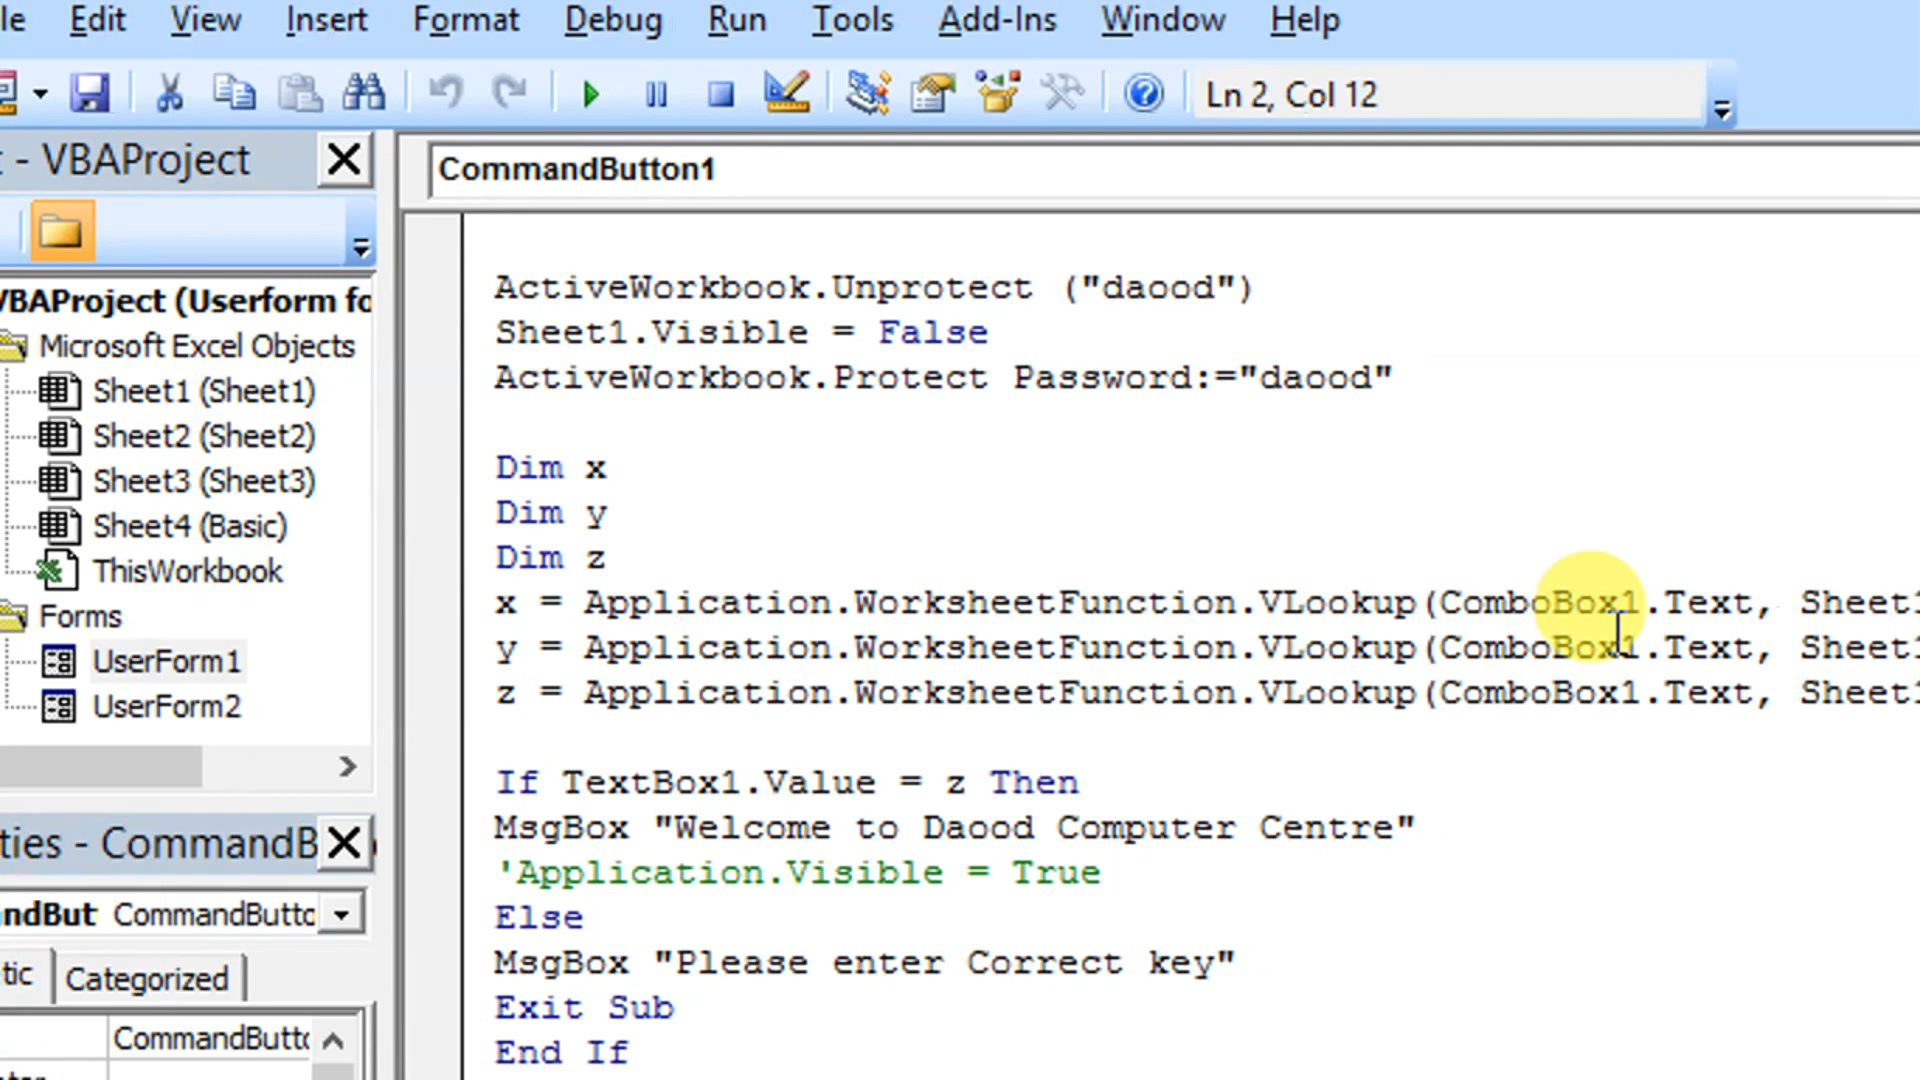 le Edit View Insert Format Debug Run Tools Add-Ins Window Help
Ln 2, Col 12
- VBAProject
CommandButton1
VBAProject (Userform fo
Microsoft Excel Objects
Sheet1 (Sheet1)
Sheet2 (Sheet2)
Sheet3 (Sheet3)
Sheet4 (Basic)
ThisWorkbook
Forms
UserForm1
UserForm2
ties - CommandB
ndBut CommandButto
tic Categorized
CommandButto
ActiveWorkbook.Unprotect ("daood")
Sheet1.Visible = False
ActiveWorkbook.Protect Password:="daood"
Dim x
Dim y
Dim z
x = Application.WorksheetFunction.VLookup(ComboBox1.Text, Sheet1
y = Application.WorksheetFunction.VLookup(ComboBox1.Text, Sheet1
z = Application.WorksheetFunction.VLookup(ComboBox1.Text, Sheet1
If TextBox1.Value = z Then
MsgBox "Welcome to Daood Computer Centre"
'Application.Visible = True
Else
MsgBox "Please enter Correct key"
Exit Sub
End If